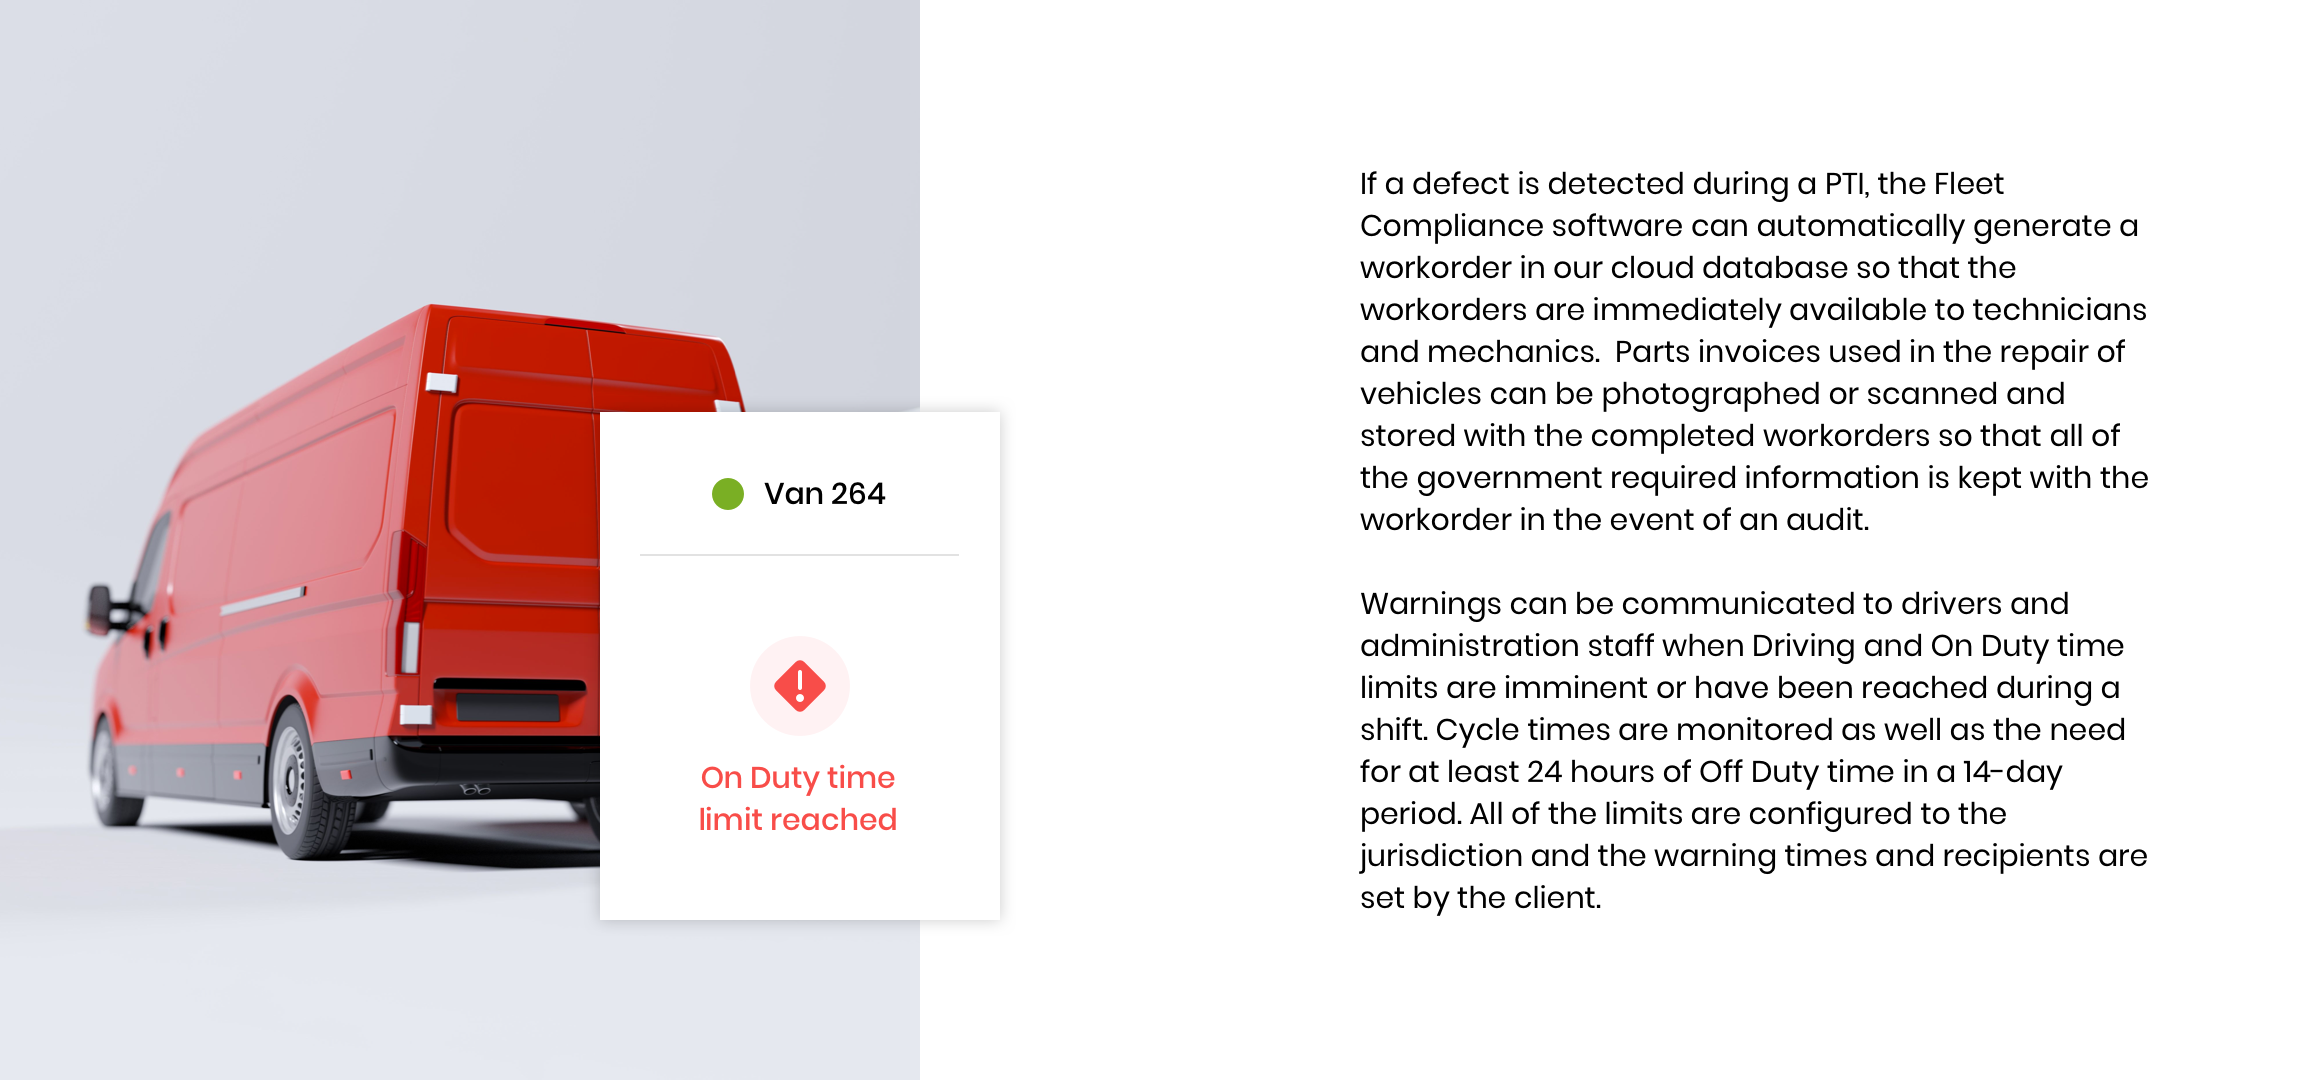 Van 264
On Duty time
limit reached
If a defect is detected during a PTI, the Fleet
Compliance software can automatically generate a
workorder in our cloud database so that the
workorders are immediately available to technicians
and mechanics.  Parts invoices used in the repair of
vehicles can be photographed or scanned and
stored with the completed workorders so that all of
the government required information is kept with the
workorder in the event of an audit.
Warnings can be communicated to drivers and
administration staff when Driving and On Duty time
limits are imminent or have been reached during a
shift. Cycle times are monitored as well as the need
for at least 24 hours of Off Duty time in a 14-day
period. All of the limits are configured to the
jurisdiction and the warning times and recipients are
set by the client.